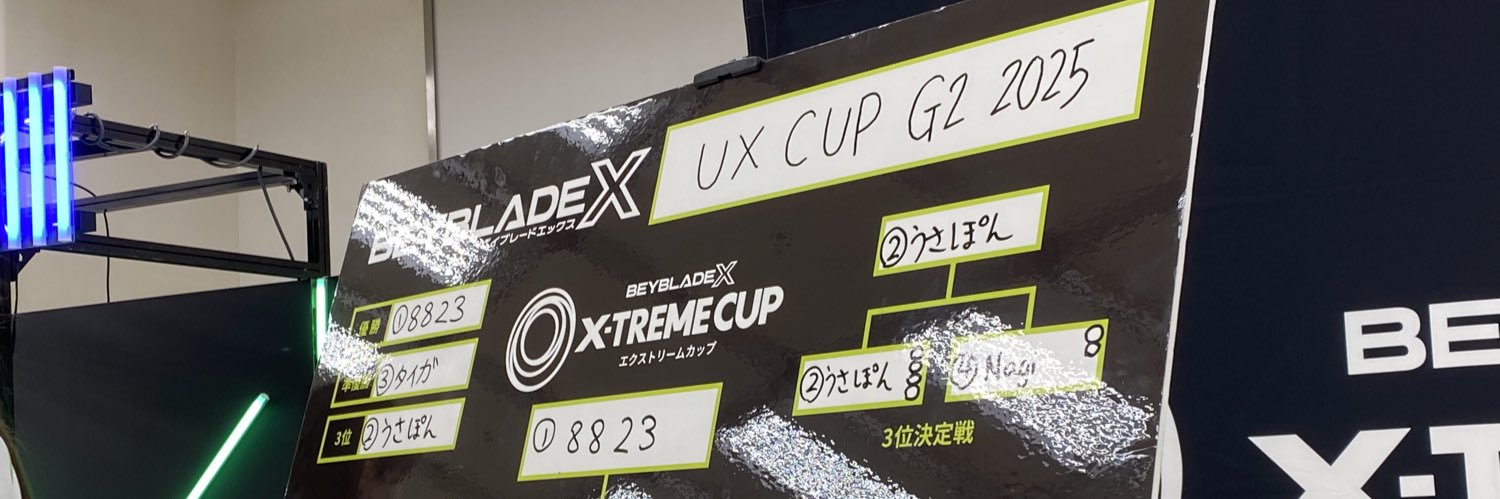 UX CUP G2 2025
BEYBLADE X
ベイブレードエックス
②うさぽん
BEYBLADE X
X-TREME CUP
エクストリームカップ
優勝 ①8823
準優勝 ③タイガ
3位 ②うさぽん
②うさぽん
④Nagi
3位決定戦
①8823
BE
X-T